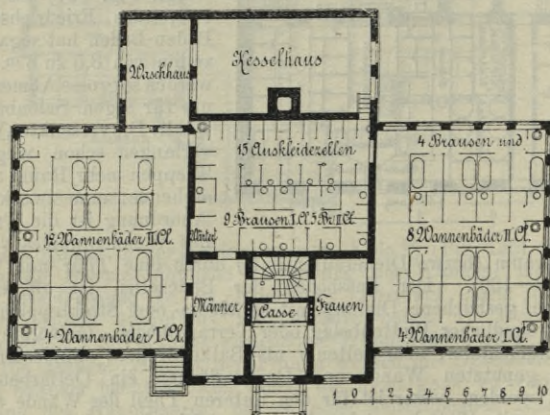 Kesselhaus
Waschhaus
15 Auskleidezellen
4 Brausen und
9 Brausen I.Cl. 5 Br. II.Cl.
12 Wannenbäder II.Cl.
8 Wannenbäder II.Cl.
Männer
Casse
Frauen
4 Wannenbäder I.Cl.
4 Wannenbäder I.Cl.
1 0 1 2 3 4 5 6 7 8 9 10